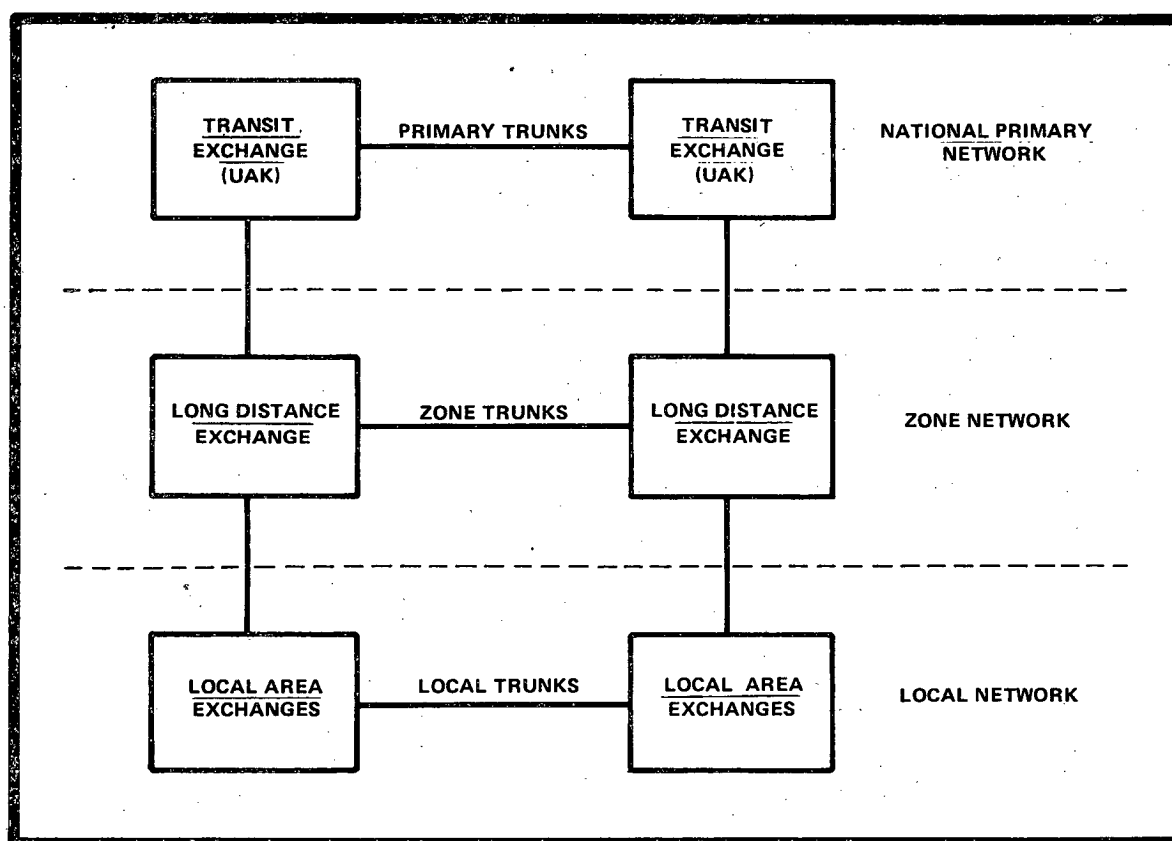 TRANSIT
EXCHANGE
(UAK)
PRIMARY TRUNKS
TRANSIT
EXCHANGE
(UAK)
NATIONAL PRIMARY
NETWORK
LONG DISTANCE
EXCHANGE
ZONE TRUNKS
LONG DISTANCE
EXCHANGE
ZONE NETWORK
LOCAL AREA
EXCHANGES
LOCAL TRUNKS
LOCAL AREA
EXCHANGES
LOCAL NETWORK